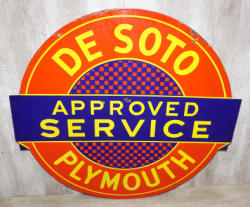 DE SOTO
APPROVED
SERVICE
PLYMOUTH